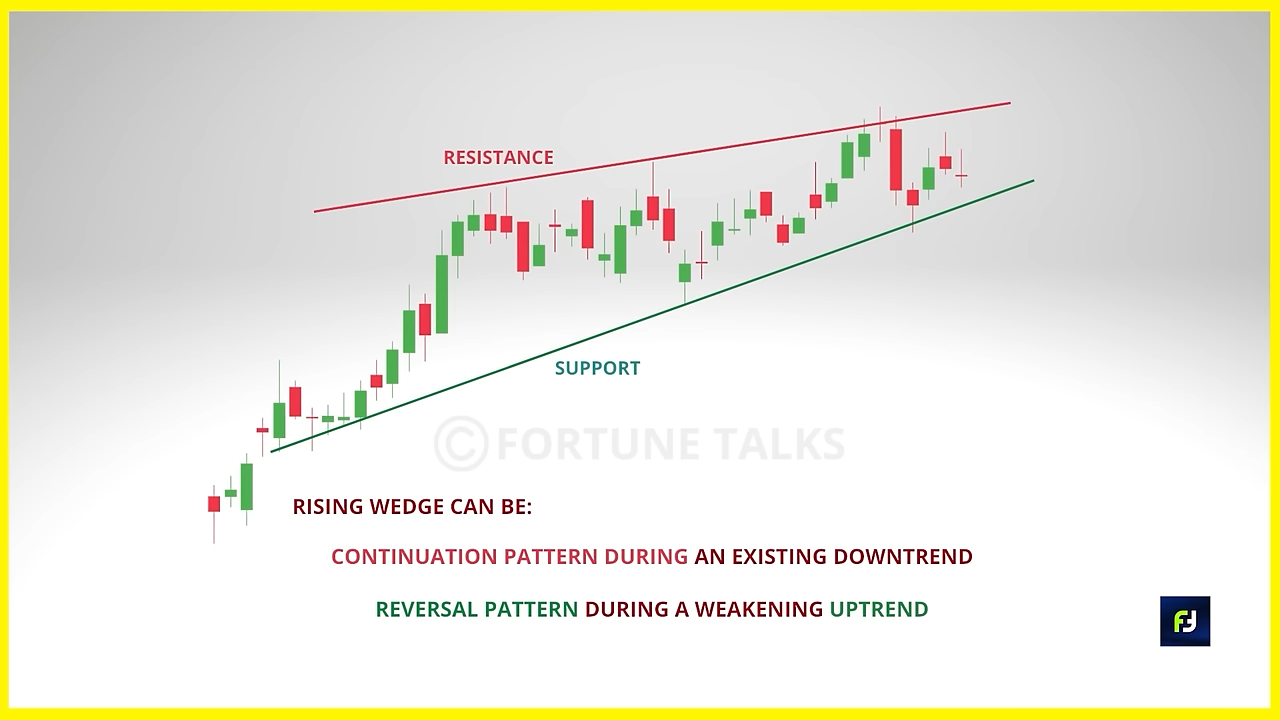 RESISTANCE
SUPPORT
© FORTUNE TALKS
RISING WEDGE CAN BE:
CONTINUATION PATTERN DURING AN EXISTING DOWNTREND
REVERSAL PATTERN DURING A WEAKENING UPTREND